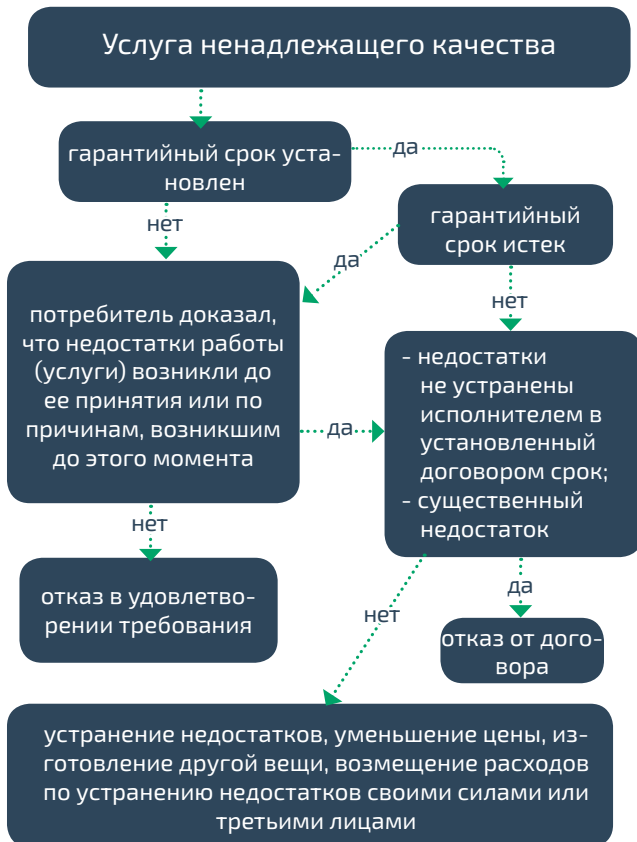 Услуга ненадлежащего качества
гарантийный срок уста-
новлен
да
гарантийный
срок истек
нет
да
нет
потребитель доказал,
что недостатки работы
(услуги) возникли до
ее принятия или по
причинам, возникшим
до этого момента
да
- недостатки
не устранены
исполнителем в
установленный
договором срок;
- существенный
недостаток
нет
отказ в удовлетво-
рении требования
да
отказ от дого-
вора
нет
устранение недостатков, уменьшение цены, из-
готовление другой вещи, возмещение расходов
по устранению недостатков своими силами или
третьими лицами